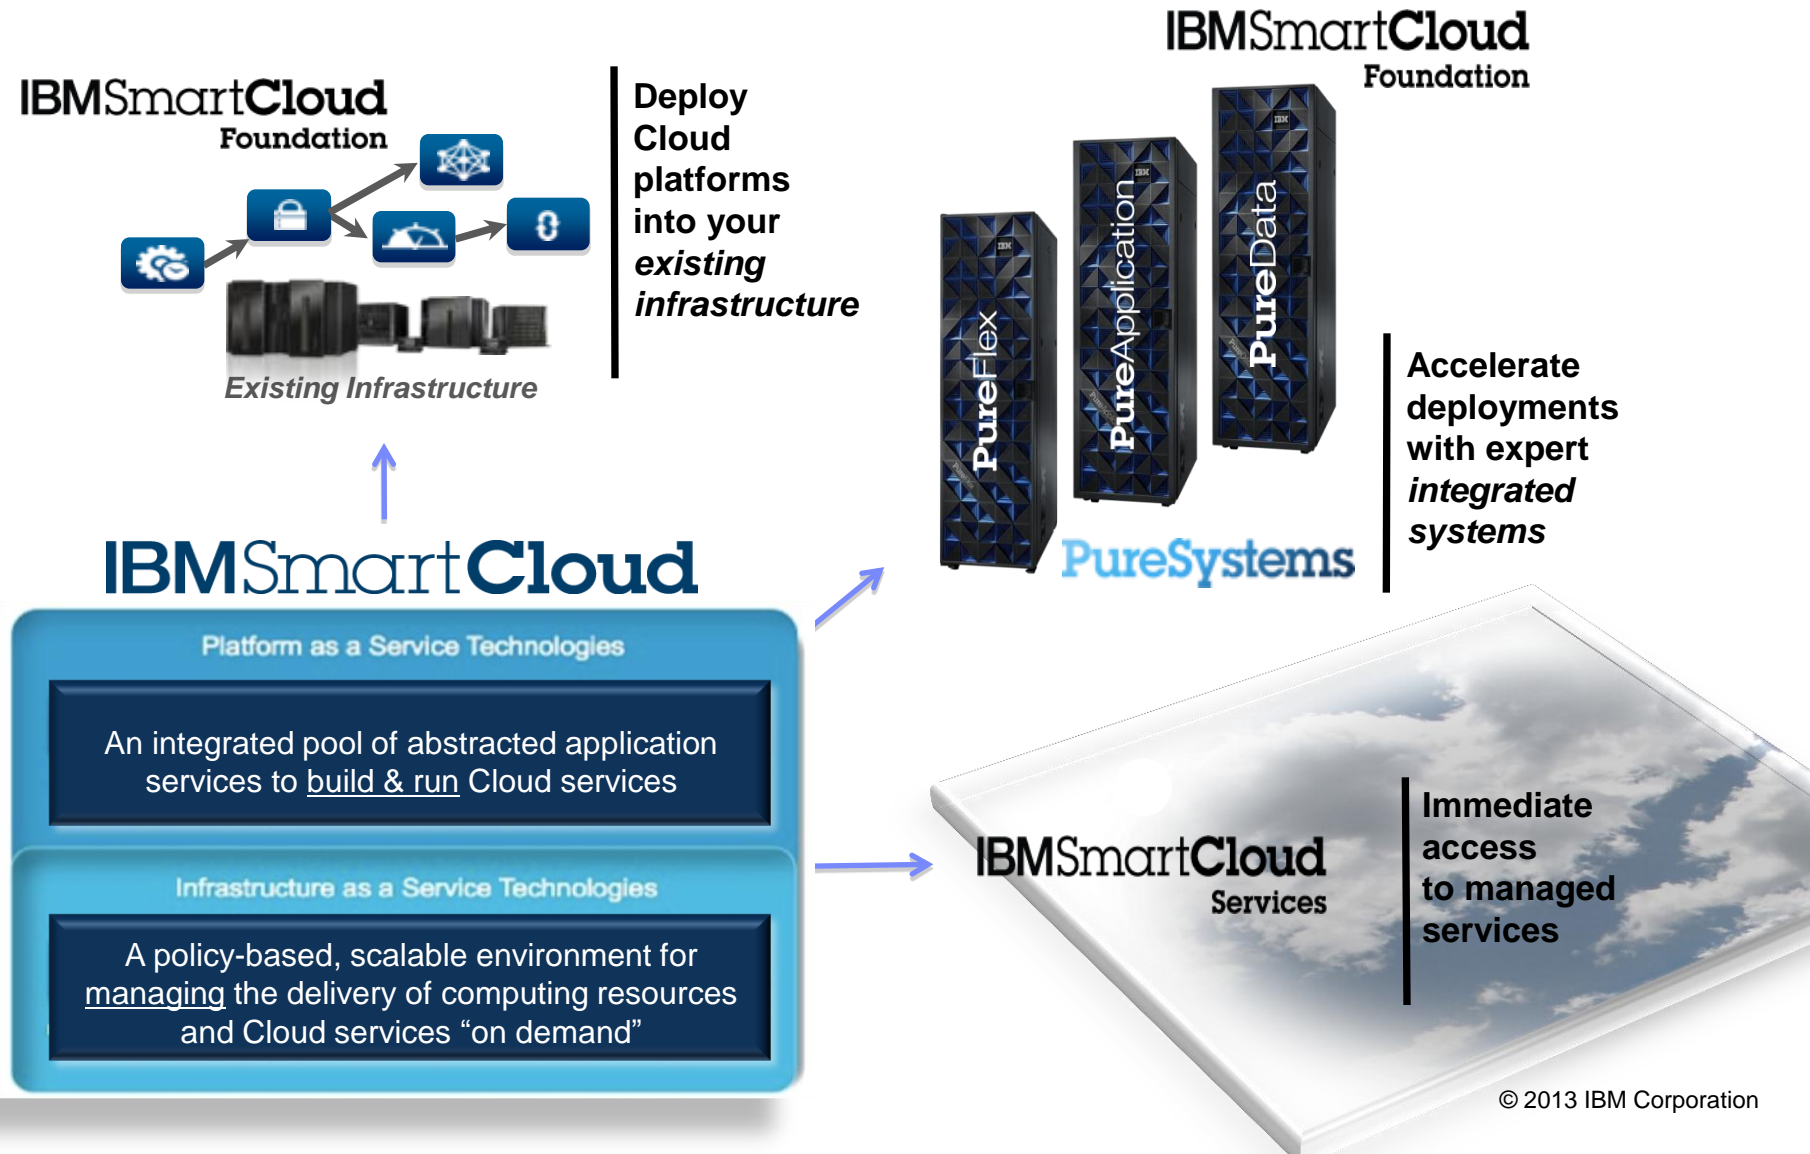 IBMSmartCloud
Foundation
Deploy
Cloud
platforms
into your
existing
infrastructure
Existing Infrastructure
IBMSmartCloud
Foundation
IBM
IBM
IBM
PureFlex
PureApplication
PureData
PureSystems
Accelerate
deployments
with expert
integrated
systems
IBMSmartCloud
Platform as a Service Technologies
An integrated pool of abstracted application
services to build & run Cloud services
Infrastructure as a Service Technologies
A policy-based, scalable environment for
managing the delivery of computing resources
and Cloud services “on demand”
IBMSmartCloud
Services
Immediate
access
to managed
services
© 2013 IBM Corporation